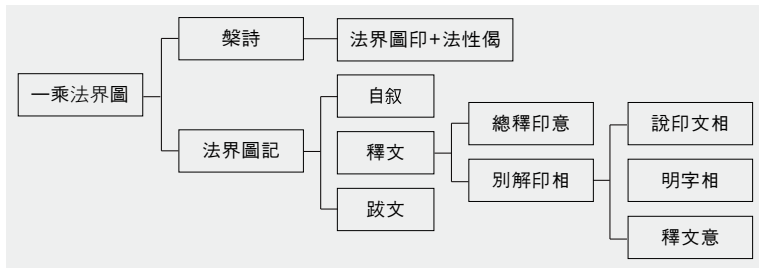 一乘法界圖
槃詩
法界圖印+法性偈
法界圖記
自叙
釋文
跋文
總釋印意
別解印相
說印文相
明字相
釋文意